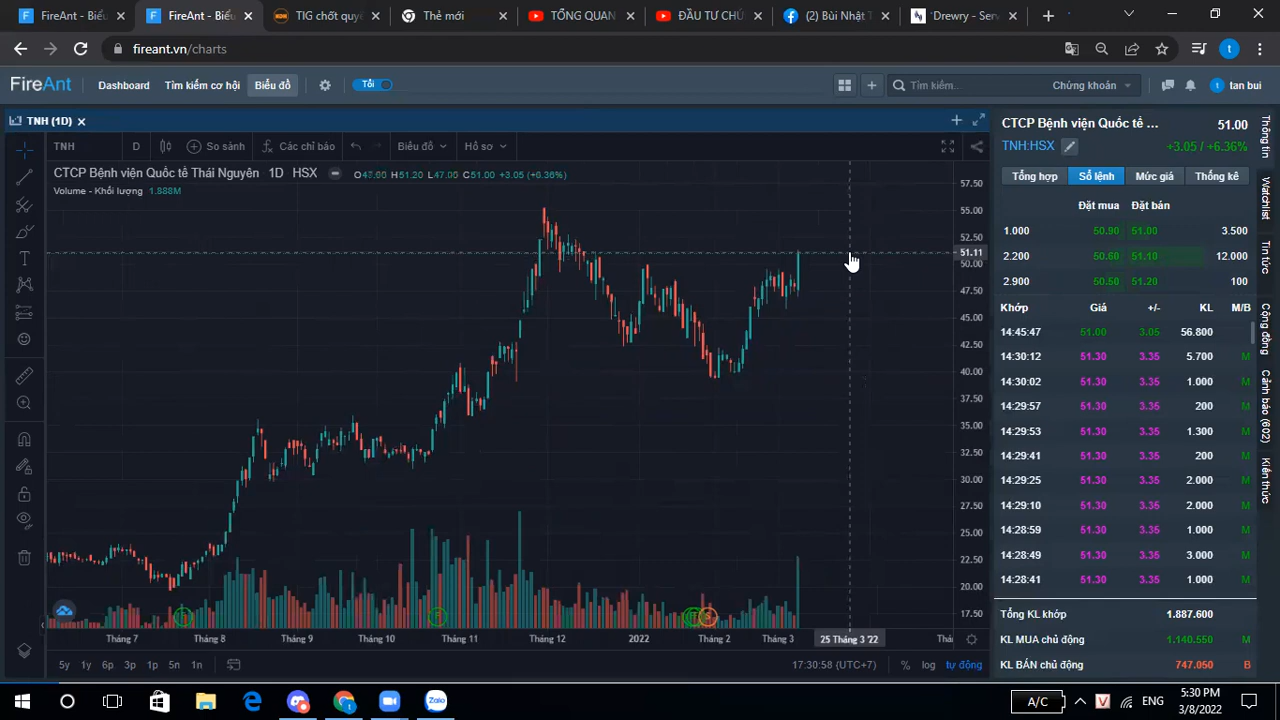 FireAnt - Biểu
FireAnt - Biểu
TIG chốt quyề
Thẻ mới
TỔNG QUAN
ĐẦU TƯ CHỨ
(2) Bùi Nhật T
Drewry - Serv
fireant.vn/charts
FireAnt
Dashboard
Tìm kiếm cơ hội
Biểu đồ
Tối
Tìm kiếm...
Chứng khoán
tan bui
TNH (1D)
TNH
D
So sánh
Các chỉ báo
Biểu đồ
Hồ sơ
CTCP Bệnh viện Quốc tế Thái Nguyên 1D HSX
O47.00 H51.20 L47.00 C51.00 +3.05 (+6.36%)
Volume - Khối lượng 1.888M
57.50
55.00
52.50
51.11
50.00
47.50
45.00
42.50
40.00
37.50
35.00
32.50
30.00
27.50
25.00
22.50
20.00
17.50
Tháng 7
Tháng 8
Tháng 9
Tháng 10
Tháng 11
Tháng 12
2022
Tháng 2
Tháng 3
25 Tháng 3 '22
Thá
5y 1y 6p 3p 1p 5n 1n
17:30:58 (UTC+7)
% log tự động
CTCP Bệnh viện Quốc tế ...
51.00
TNH:HSX
+3.05 / +6.36%
Tổng hợp
Sổ lệnh
Mức giá
Thống kê
Đặt mua Đặt bán
1.000 50.90 51.00 3.500
2.200 50.60 51.10 12.000
2.900 50.50 51.20 100
Khớp Giá +/- KL M/B
14:45:47 51.00 3.05 56.800
14:30:12 51.30 3.35 5.700 M
14:30:02 51.30 3.35 1.000 M
14:29:57 51.30 3.35 200 M
14:29:53 51.30 3.35 1.300 M
14:29:41 51.30 3.35 200 M
14:29:25 51.30 3.35 2.000 M
14:29:10 51.30 3.35 2.000 M
14:28:59 51.30 3.35 1.000 M
14:28:49 51.30 3.35 3.000 M
14:28:41 51.30 3.35 1.000 M
Tổng KL khớp 1.887.600
KL MUA chủ động 1.140.550 M
KL BÁN chủ động 747.050 B
Thông tin
Watchlist
Tin tức
Cộng đồng
Cảnh báo (602)
Kiến thức
A/C
ENG
5:30 PM
3/8/2022